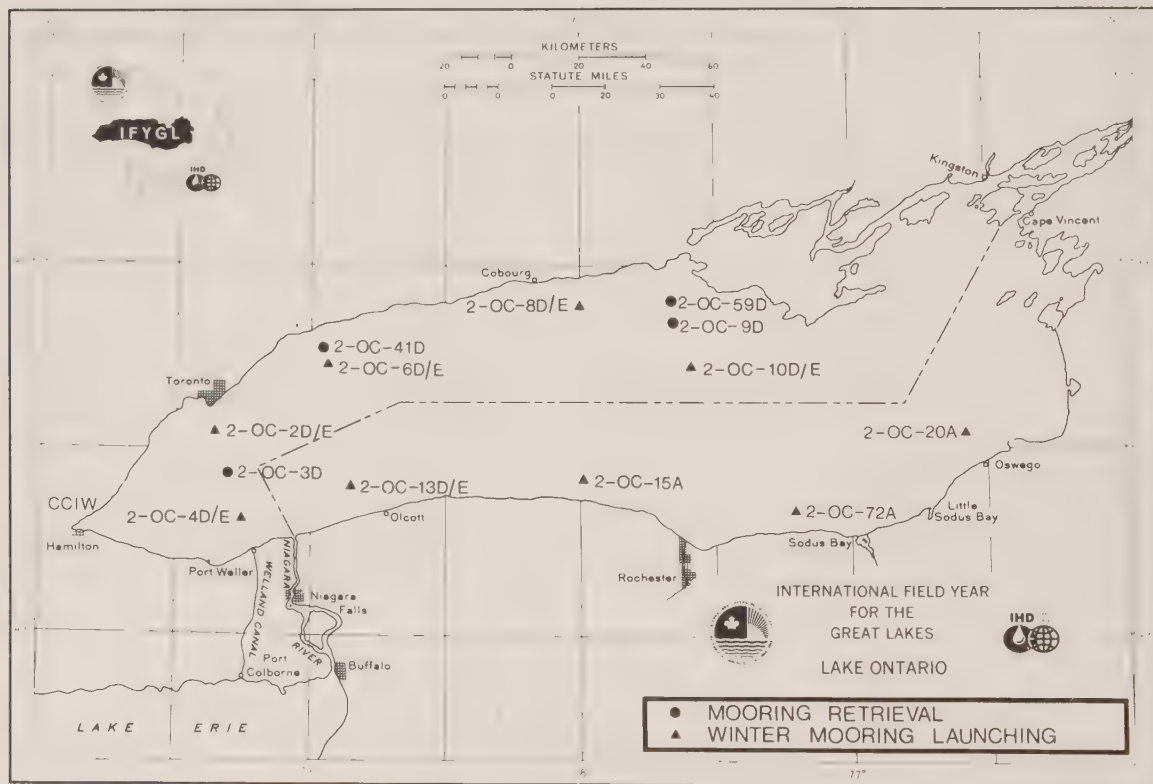 KILOMETERS
20 0 20 40 60
STATUTE MILES
20 0 0 20 40
IFYGL
IHD
Kingston
Cape Vincent
Cobourg
2-OC-8D/E
2-OC-59D
2-OC-9D
2-OC-41D
2-OC-6D/E
2-OC-10D/E
Toronto
2-OC-2D/E
2-OC-20A
2-OC-3D
Oswego
2-OC-13D/E
2-OC-15A
CCIW
2-OC-4D/E
Olcott
2-OC-72A
Little
Sodus Bay
Hamilton
Sodus Bay
Port Weller
NIAGARA
RIVER
WELLAND CANAL
Rochester
Niagara
Falls
INTERNATIONAL FIELD YEAR
FOR THE
GREAT LAKES
IHD
LAKE ONTARIO
Port
Colborne
Buffalo
LAKE ERIE
MOORING RETRIEVAL
WINTER MOORING LAUNCHING
77°